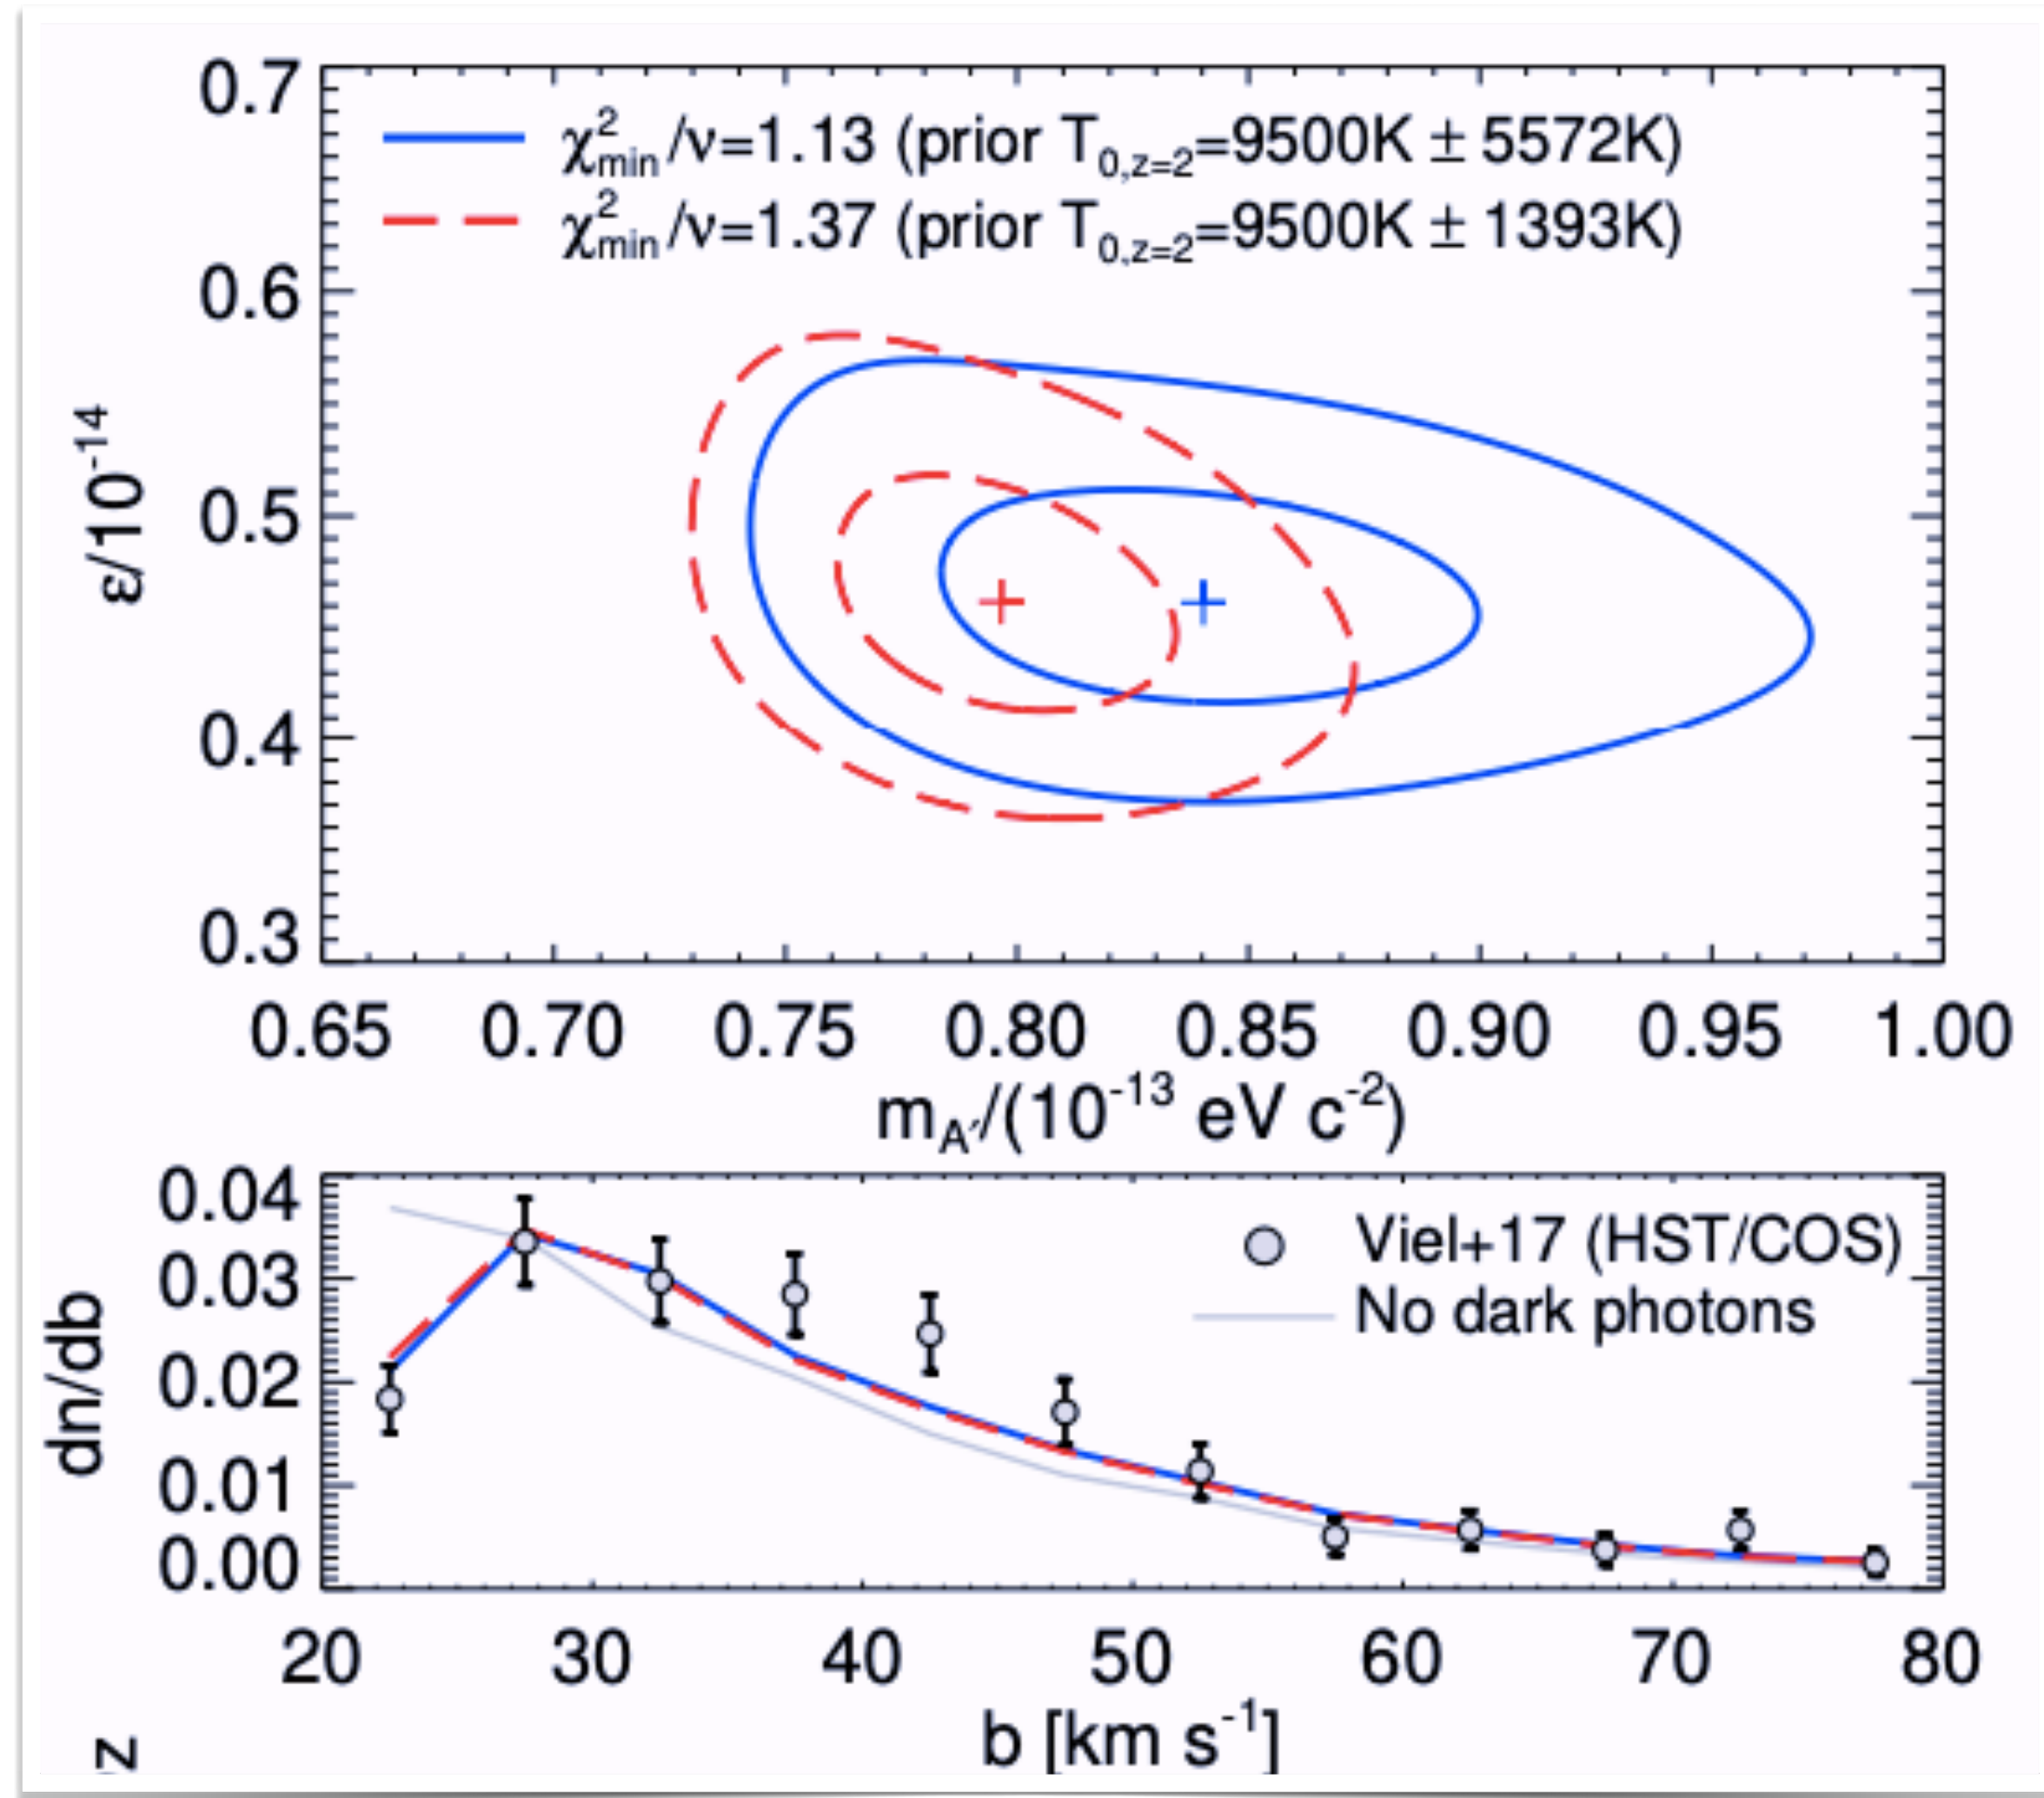 χ²min/ν=1.13 (prior T0,z=2=9500K ± 5572K)
χ²min/ν=1.37 (prior T0,z=2=9500K ± 1393K)
0.7
0.6
0.5
0.4
0.3
ε/10⁻¹⁴
0.65 0.70 0.75 0.80 0.85 0.90 0.95 1.00
mA′/(10⁻¹³ eV c⁻²)
Viel+17 (HST/COS)
No dark photons
0.04
0.03
0.02
0.01
0.00
dn/db
20 30 40 50 60 70 80
b [km s⁻¹]
z